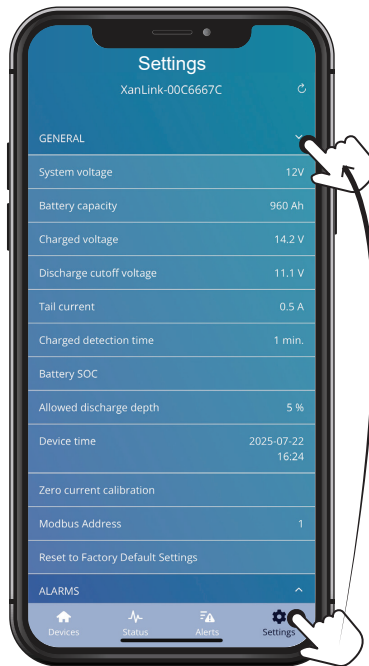 Settings
XanLink-00C6667C
GENERAL
System voltage 12V
Battery capacity 960 Ah
Charged voltage 14.2 V
Discharge cutoff voltage 11.1 V
Tail current 0.5 A
Charged detection time 1 min.
Battery SOC
Allowed discharge depth 5 %
Device time 2025-07-22
16:24
Zero current calibration
Modbus Address 1
Reset to Factory Default Settings
ALARMS
Devices Status Alerts Settings